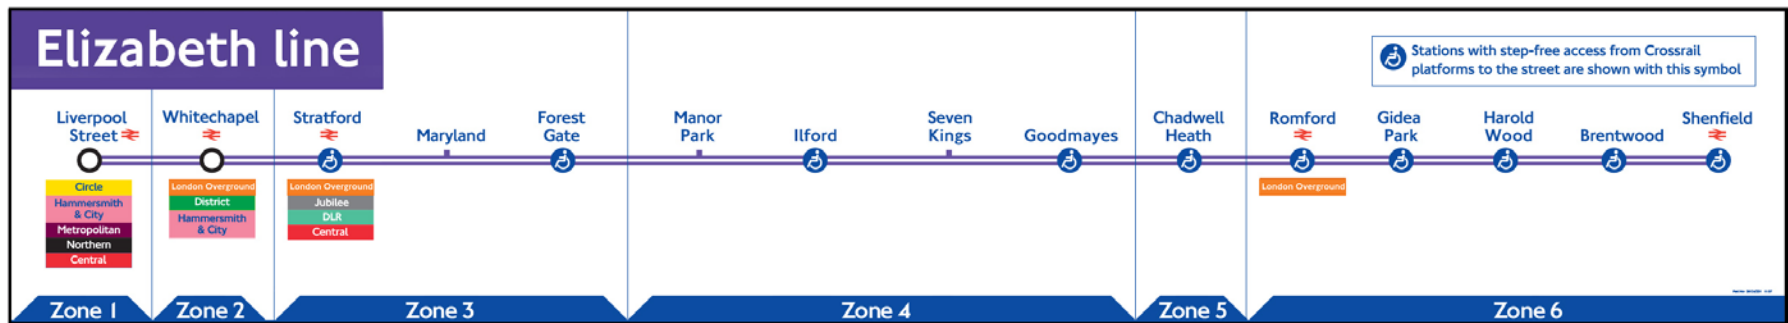 Elizabeth line
Stations with step-free access from Crossrail
platforms to the street are shown with this symbol
Liverpool
Street
Whitechapel
Stratford
Maryland
Forest
Gate
Manor
Park
Ilford
Seven
Kings
Goodmayes
Chadwell
Heath
Romford
Gidea
Park
Harold
Wood
Brentwood
Shenfield
Circle
Hammersmith
& City
Metropolitan
Northern
Central
London Overground
District
Hammersmith
& City
London Overground
Jubilee
DLR
Central
London Overground
Zone 1
Zone 2
Zone 3
Zone 4
Zone 5
Zone 6